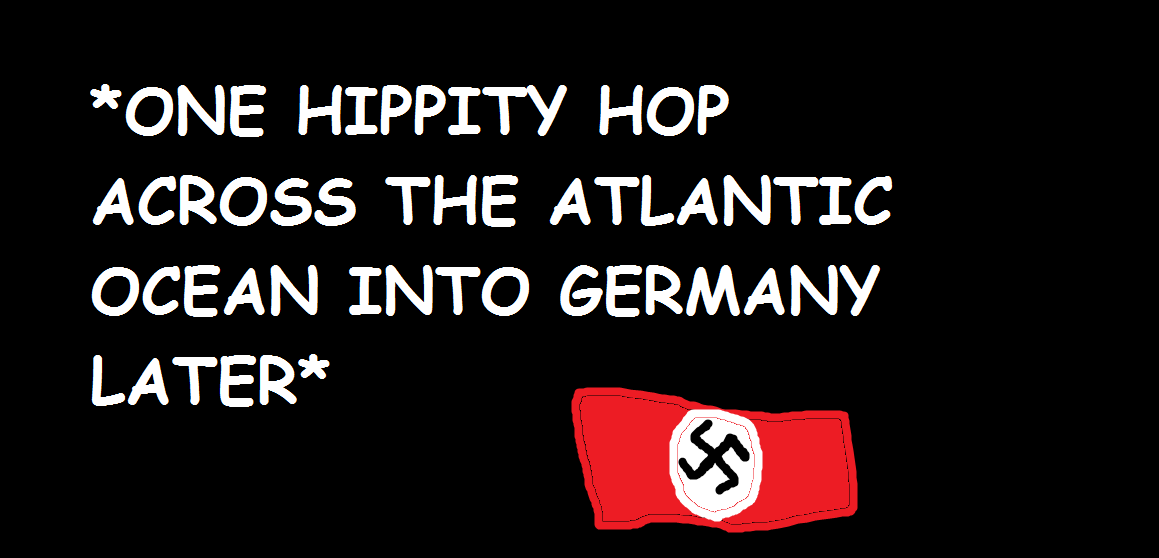 *ONE HIPPITY HOP
ACROSS THE ATLANTIC
OCEAN INTO GERMANY
LATER*